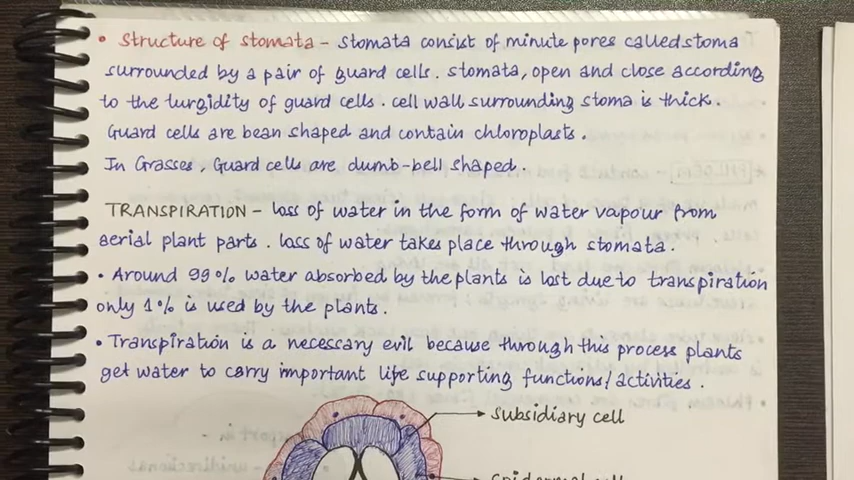 • Structure of stomata - stomata consist of minute pores called stoma
surrounded by a pair of guard cells. stomata, open and close according
to the turgidity of guard cells. cell wall surrounding stoma is thick.
Guard cells are bean shaped and contain chloroplasts.
In Grasses, Guard cells are dumb-bell shaped.
TRANSPIRATION - loss of water in the form of water vapour from
aerial plant parts. loss of water takes place through stomata.
• Around 99% water absorbed by the plants is lost due to transpiration
only 1% is used by the plants.
• Transpiration is a necessary evil because through this process plants
get water to carry important life supporting functions/activities.
subsidiary cell